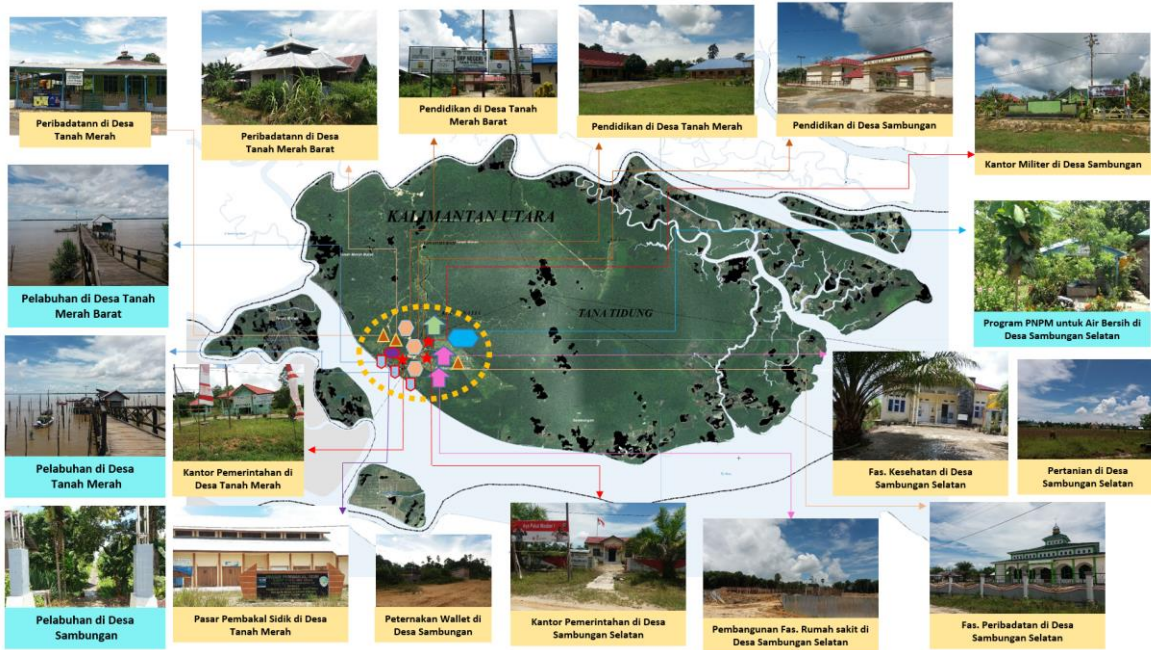 Peribadatann di Desa
Tanah Merah
Peribadatann di Desa
Tanah Merah Barat
SMP NEGERI
Pendidikan di Desa Tanah
Merah Barat
Pendidikan di Desa Tanah Merah
Pendidikan di Desa Sambungan
Kantor Militer di Desa Sambungan
KALIMANTAN UTARA
TANA TIDUNG
Pelabuhan di Desa Tanah
Merah Barat
Program PNPM untuk Air Bersih di
Desa Sambungan Selatan
Pelabuhan di Desa
Tanah Merah
Kantor Pemerintahan di
Desa Tanah Merah
Fas. Kesehatan di Desa
Sambungan Selatan
Pertanian di Desa
Sambungan Selatan
Pelabuhan di Desa
Sambungan
Pasar Pembakal Sidik di Desa
Tanah Merah
Peternakan Wallet di
Desa Sambungan
Kantor Pemerintahan di Desa
Sambungan Selatan
Pembangunan Fas. Rumah sakit di
Desa Sambungan Selatan
Fas. Peribadatan di Desa
Sambungan Selatan